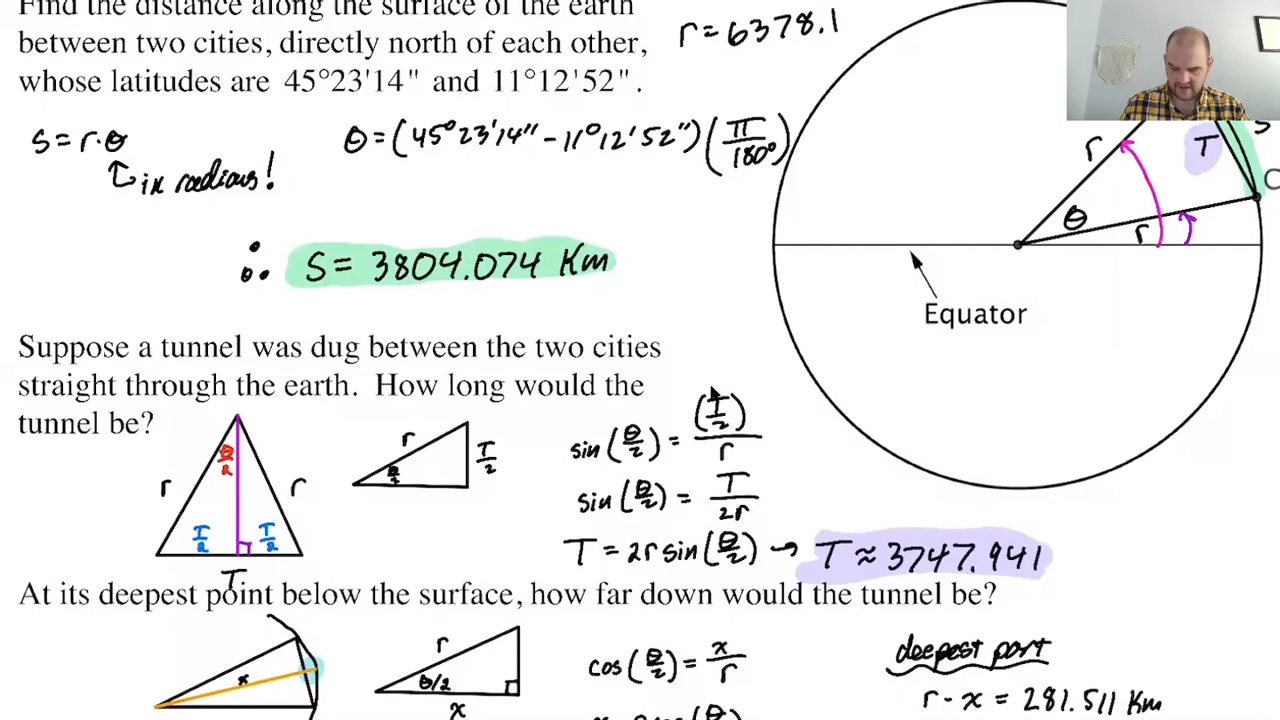 Find the distance along the surface of the earth
between two cities, directly north of each other,
whose latitudes are 45°23'14" and 11°12'52".
r = 6378.1
S = r·θ
in radians!
θ = (45°23'14" - 11°12'52") (π/180°)
∴ S = 3804.074 Km
r
T
S
C
θ
r
Equator
Suppose a tunnel was dug between the two cities
straight through the earth. How long would the
tunnel be?
θ/2
r
r
T/2
T/2
T
r
θ/2
T/2
sin(θ/2) = (T/2)/r
sin(θ/2) = T/2r
T = 2r sin(θ/2) → T ≈ 3747.941
At its deepest point below the surface, how far down would the tunnel be?
x
r
θ/2
x
cos(θ/2) = x/r
deepest part
r - x = 281.511 Km